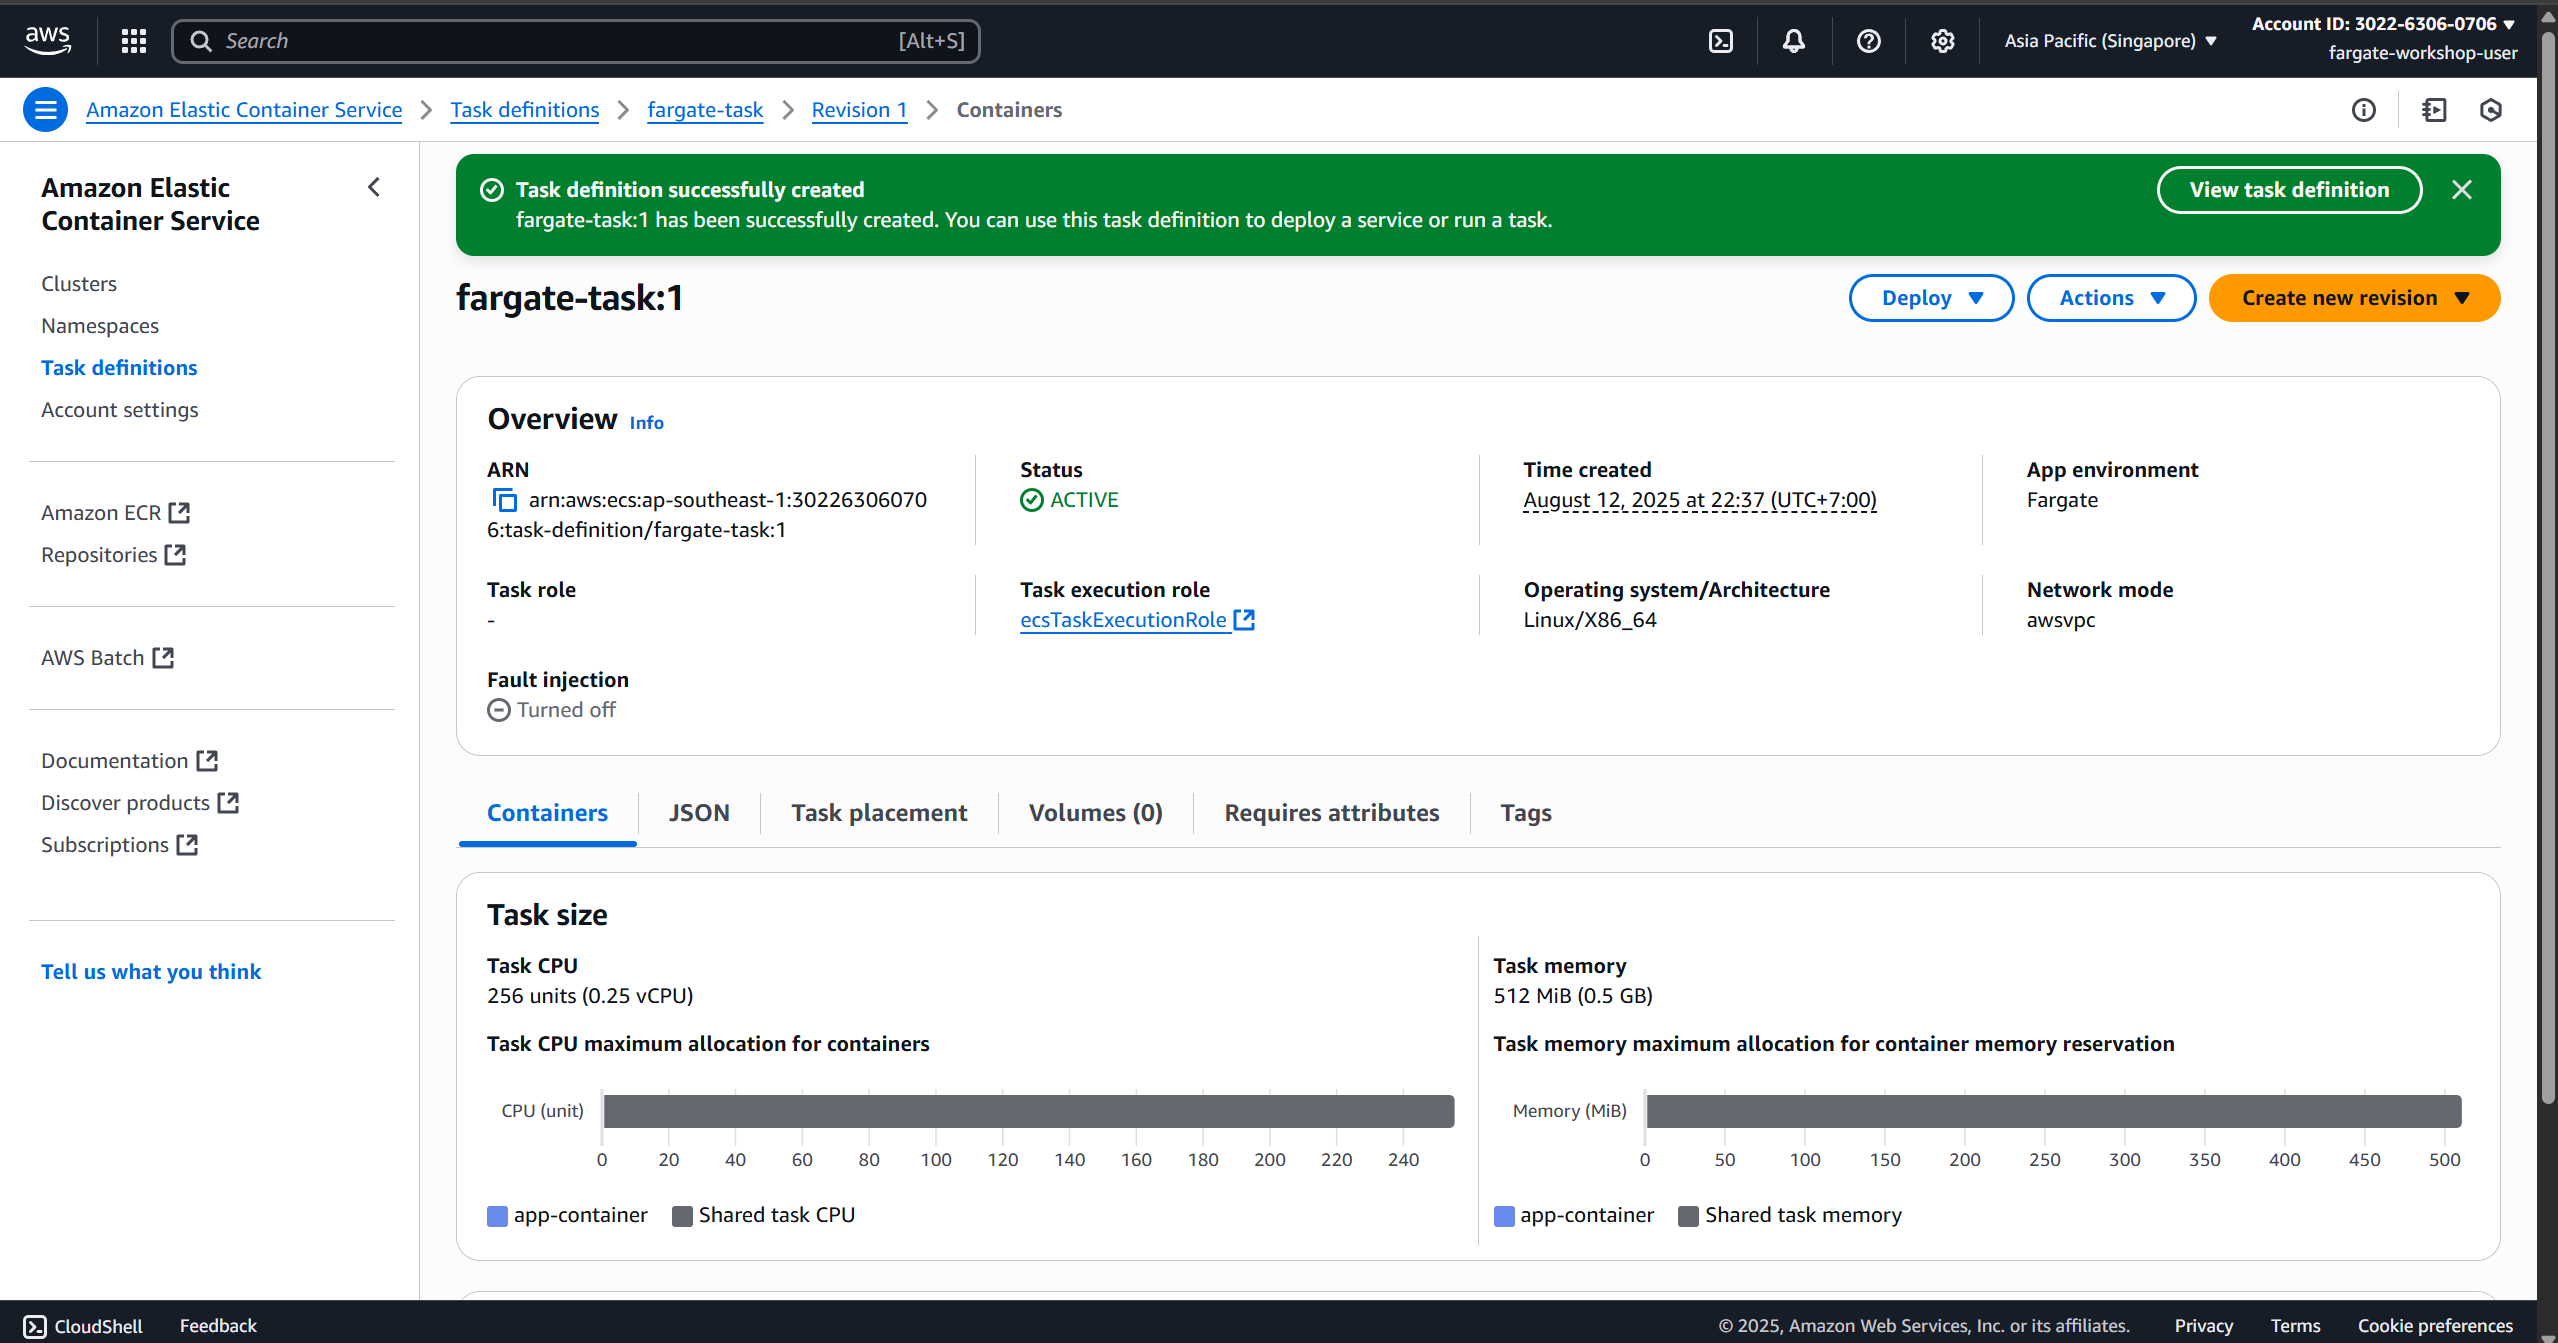 aws
Search
[Alt+S]
Asia Pacific (Singapore)
Account ID: 3022-6306-0706
fargate-workshop-user
Amazon Elastic Container Service
Task definitions
fargate-task
Revision 1
Containers
Amazon Elastic
Container Service
Clusters
Namespaces
Task definitions
Account settings
Amazon ECR
Repositories
AWS Batch
Documentation
Discover products
Subscriptions
Tell us what you think
Task definition successfully created
fargate-task:1 has been successfully created. You can use this task definition to deploy a service or run a task.
View task definition
fargate-task:1
Deploy
Actions
Create new revision
Overview Info
ARN
arn:aws:ecs:ap-southeast-1:30226306070
6:task-definition/fargate-task:1
Status
ACTIVE
Time created
August 12, 2025 at 22:37 (UTC+7:00)
App environment
Fargate
Task role
-
Task execution role
ecsTaskExecutionRole
Operating system/Architecture
Linux/X86_64
Network mode
awsvpc
Fault injection
Turned off
Containers
JSON
Task placement
Volumes (0)
Requires attributes
Tags
Task size
Task CPU
256 units (0.25 vCPU)
Task CPU maximum allocation for containers
CPU (unit)
0 20 40 60 80 100 120 140 160 180 200 220 240
app-container Shared task CPU
Task memory
512 MiB (0.5 GB)
Task memory maximum allocation for container memory reservation
Memory (MiB)
0 50 100 150 200 250 300 350 400 450 500
app-container Shared task memory
CloudShell
Feedback
© 2025, Amazon Web Services, Inc. or its affiliates.
Privacy
Terms
Cookie preferences